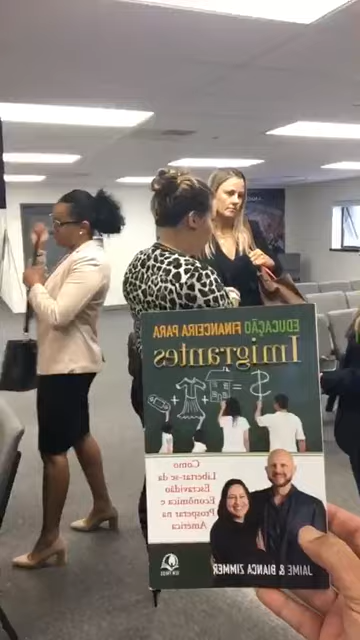 EDUCAÇÃO FINANCEIRA PARA
Imigrantes
$
Como
Libertar-se da
Escravidão
Econômica e
Prosperar na
América
JAIME & BIANCA ZIMMER